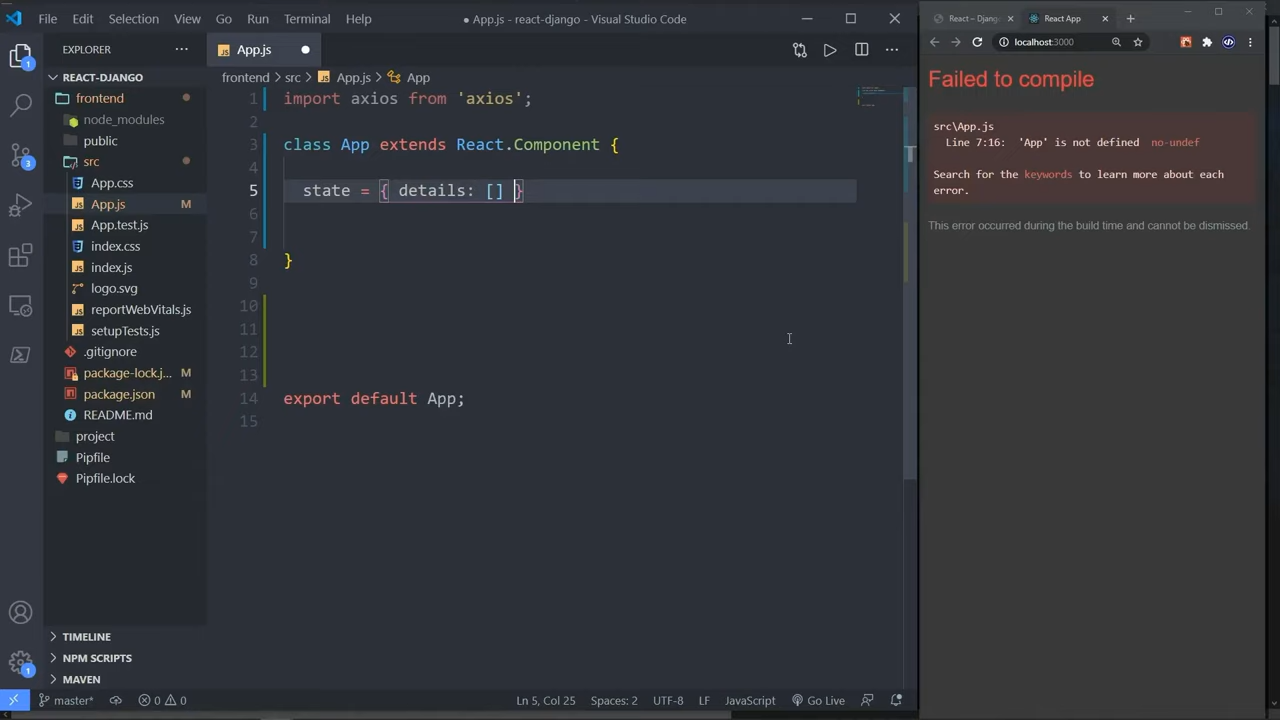 File Edit Selection View Go Run Terminal Help
● App.js - react-django - Visual Studio Code
EXPLORER
REACT-DJANGO
frontend
node_modules
public
src
App.css
App.js M
App.test.js
index.css
index.js
logo.svg
reportWebVitals.js
setupTests.js
.gitignore
package-lock.j... M
package.json M
README.md
project
Pipfile
Pipfile.lock
TIMELINE
NPM SCRIPTS
MAVEN
1
3
1
App.js ●
frontend > src > App.js > App
1 import axios from 'axios';
2
3 class App extends React.Component {
4
5 state = { details: [] }
6
7
8 }
9
10
11
12
13
14 export default App;
15
master* 0 0 Ln 5, Col 25 Spaces: 2 UTF-8 LF JavaScript Go Live
React – Django
React App
localhost:3000
Failed to compile
src\App.js
Line 7:16: 'App' is not defined no-undef
Search for the keywords to learn more about each
error.
This error occurred during the build time and cannot be dismissed.